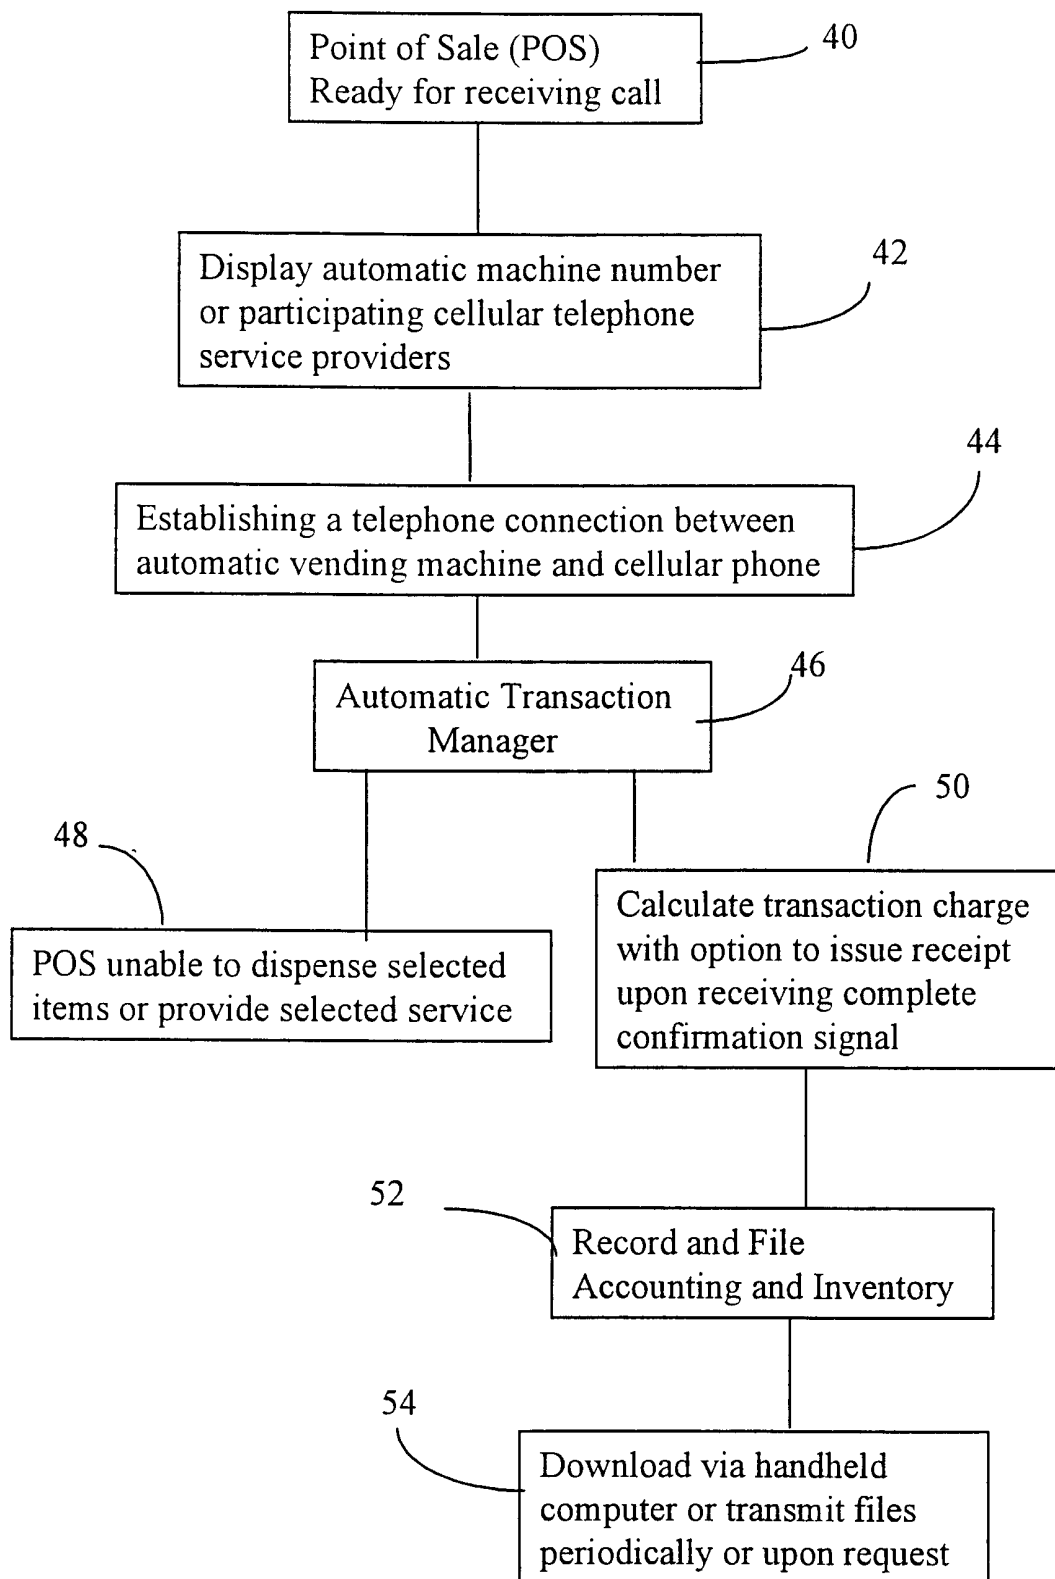 Point of Sale (POS)
Ready for receiving call
40
Display automatic machine number
or participating cellular telephone
service providers
42
Establishing a telephone connection between
automatic vending machine and cellular phone
44
Automatic Transaction
Manager
46
48
POS unable to dispense selected
items or provide selected service
50
Calculate transaction charge
with option to issue receipt
upon receiving complete
confirmation signal
52
Record and File
Accounting and Inventory
54
Download via handheld
computer or transmit files
periodically or upon request